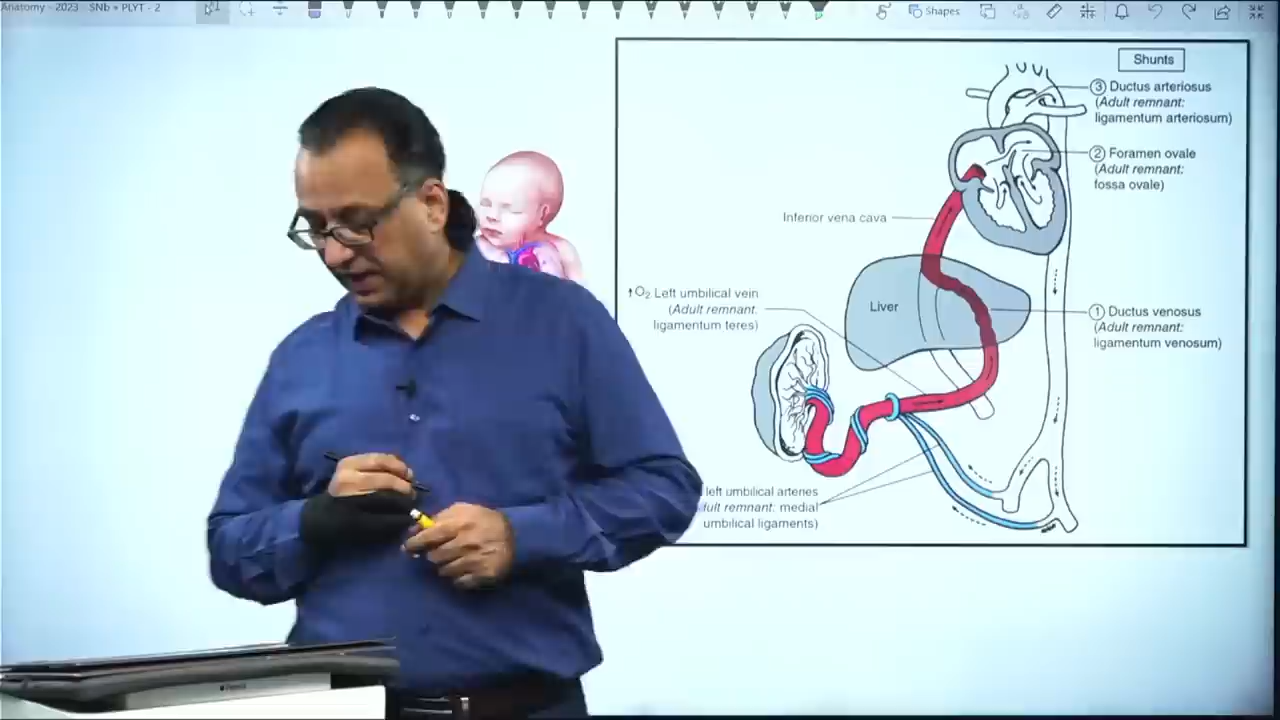 Anatomy - 2023 SNb + PLYT - 2
Shapes
Shunts
③ Ductus arteriosus
(Adult remnant:
ligamentum arteriosum)
② Foramen ovale
(Adult remnant:
fossa ovale)
Inferior vena cava
↑O₂ Left umbilical vein
(Adult remnant:
ligamentum teres)
Liver
① Ductus venosus
(Adult remnant:
ligamentum venosum)
left umbilical arteries
remnant: medial
umbilical ligaments)